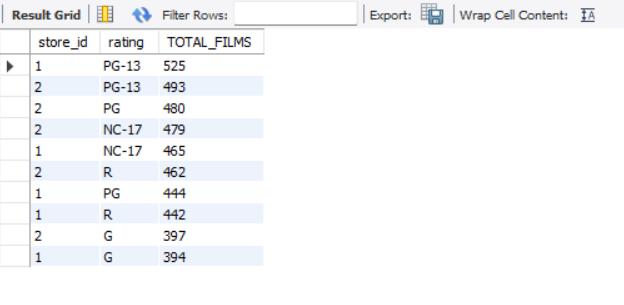 Result Grid Filter Rows: Export: Wrap Cell Content: IA
store_id rating TOTAL_FILMS
1 PG-13 525
2 PG-13 493
2 PG 480
2 NC-17 479
1 NC-17 465
2 R 462
1 PG 444
1 R 442
2 G 397
1 G 394